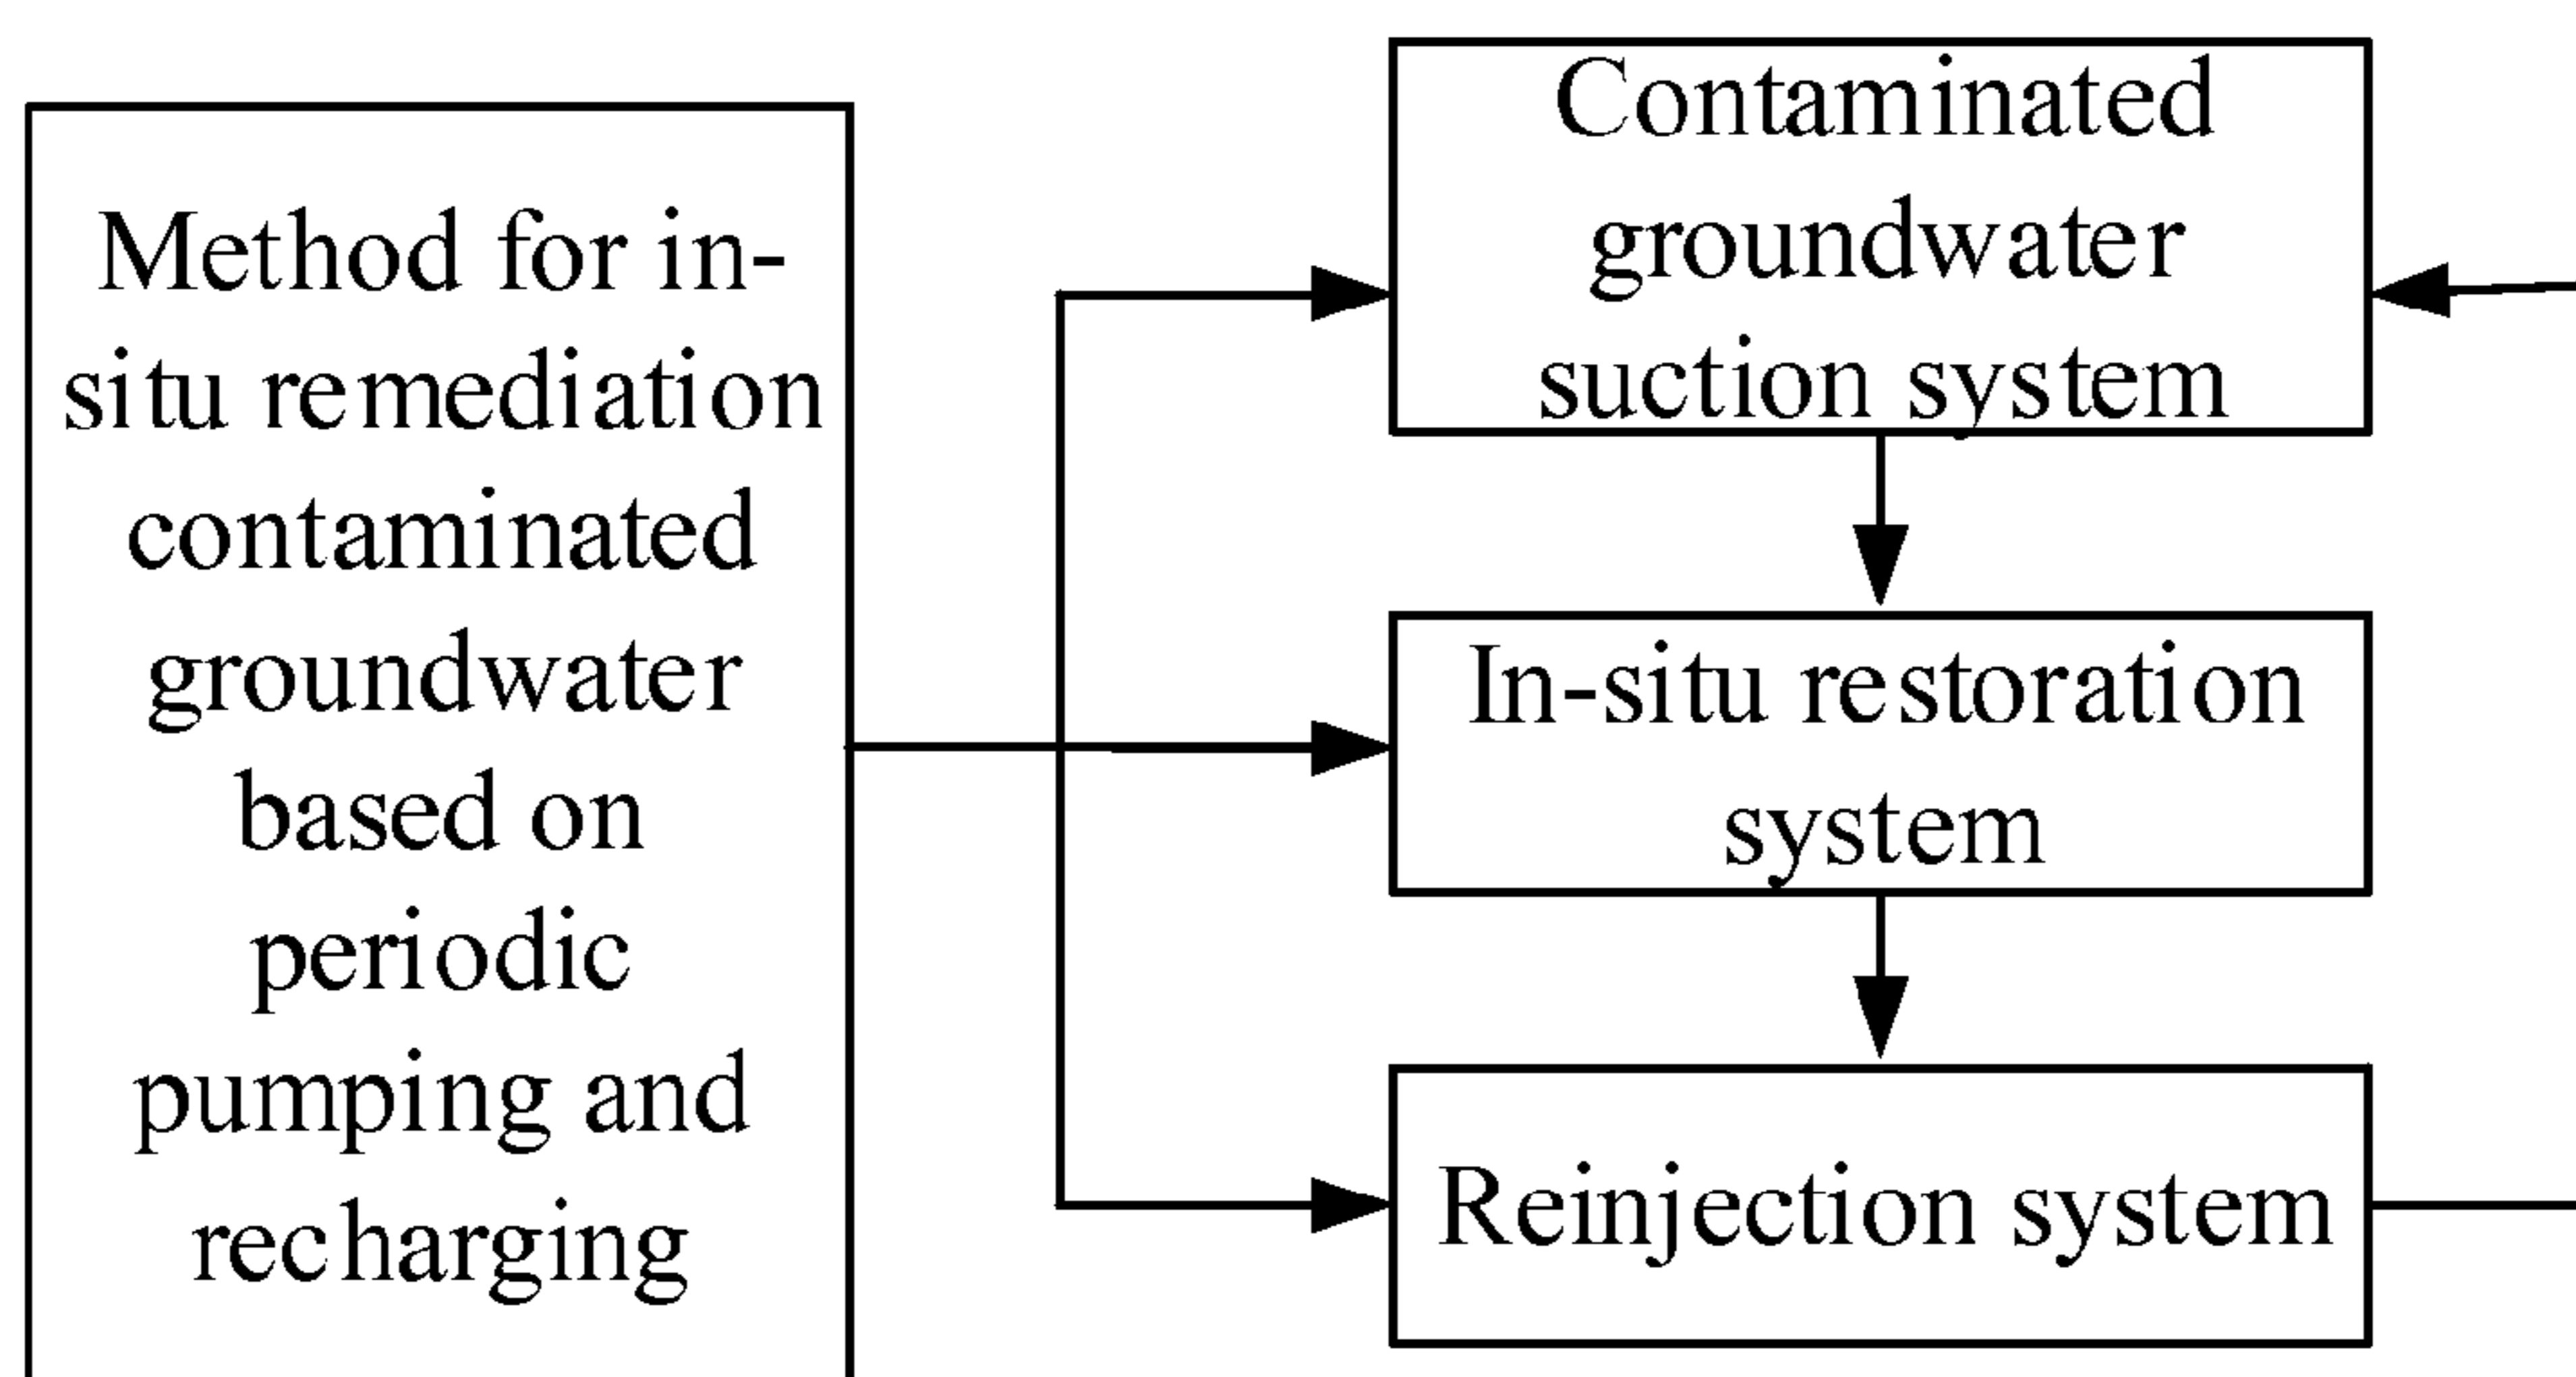 Method for in-
situ remediation
contaminated
groundwater
based on
periodic
pumping and
recharging
Contaminated
groundwater
suction system
In-situ restoration
system
Reinjection system